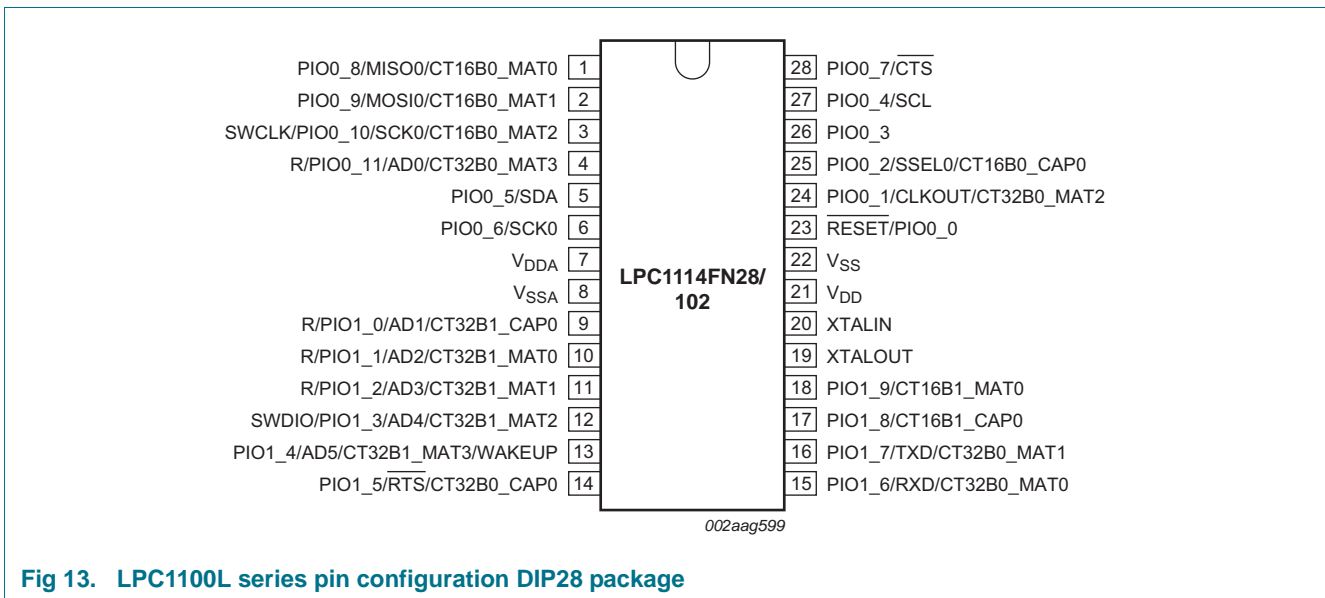 PIO0_8/MISO0/CT16B0_MAT0 1
PIO0_9/MOSI0/CT16B0_MAT1 2
SWCLK/PIO0_10/SCK0/CT16B0_MAT2 3
R/PIO0_11/AD0/CT32B0_MAT3 4
PIO0_5/SDA 5
PIO0_6/SCK0 6
VDDA 7
VSSA 8
R/PIO1_0/AD1/CT32B1_CAP0 9
R/PIO1_1/AD2/CT32B1_MAT0 10
R/PIO1_2/AD3/CT32B1_MAT1 11
SWDIO/PIO1_3/AD4/CT32B1_MAT2 12
PIO1_4/AD5/CT32B1_MAT3/WAKEUP 13
PIO1_5/RTS/CT32B0_CAP0 14
LPC1114FN28/
102
28 PIO0_7/CTS
27 PIO0_4/SCL
26 PIO0_3
25 PIO0_2/SSEL0/CT16B0_CAP0
24 PIO0_1/CLKOUT/CT32B0_MAT2
23 RESET/PIO0_0
22 VSS
21 VDD
20 XTALIN
19 XTALOUT
18 PIO1_9/CT16B1_MAT0
17 PIO1_8/CT16B1_CAP0
16 PIO1_7/TXD/CT32B0_MAT1
15 PIO1_6/RXD/CT32B0_MAT0
002aag599
Fig 13. LPC1100L series pin configuration DIP28 package